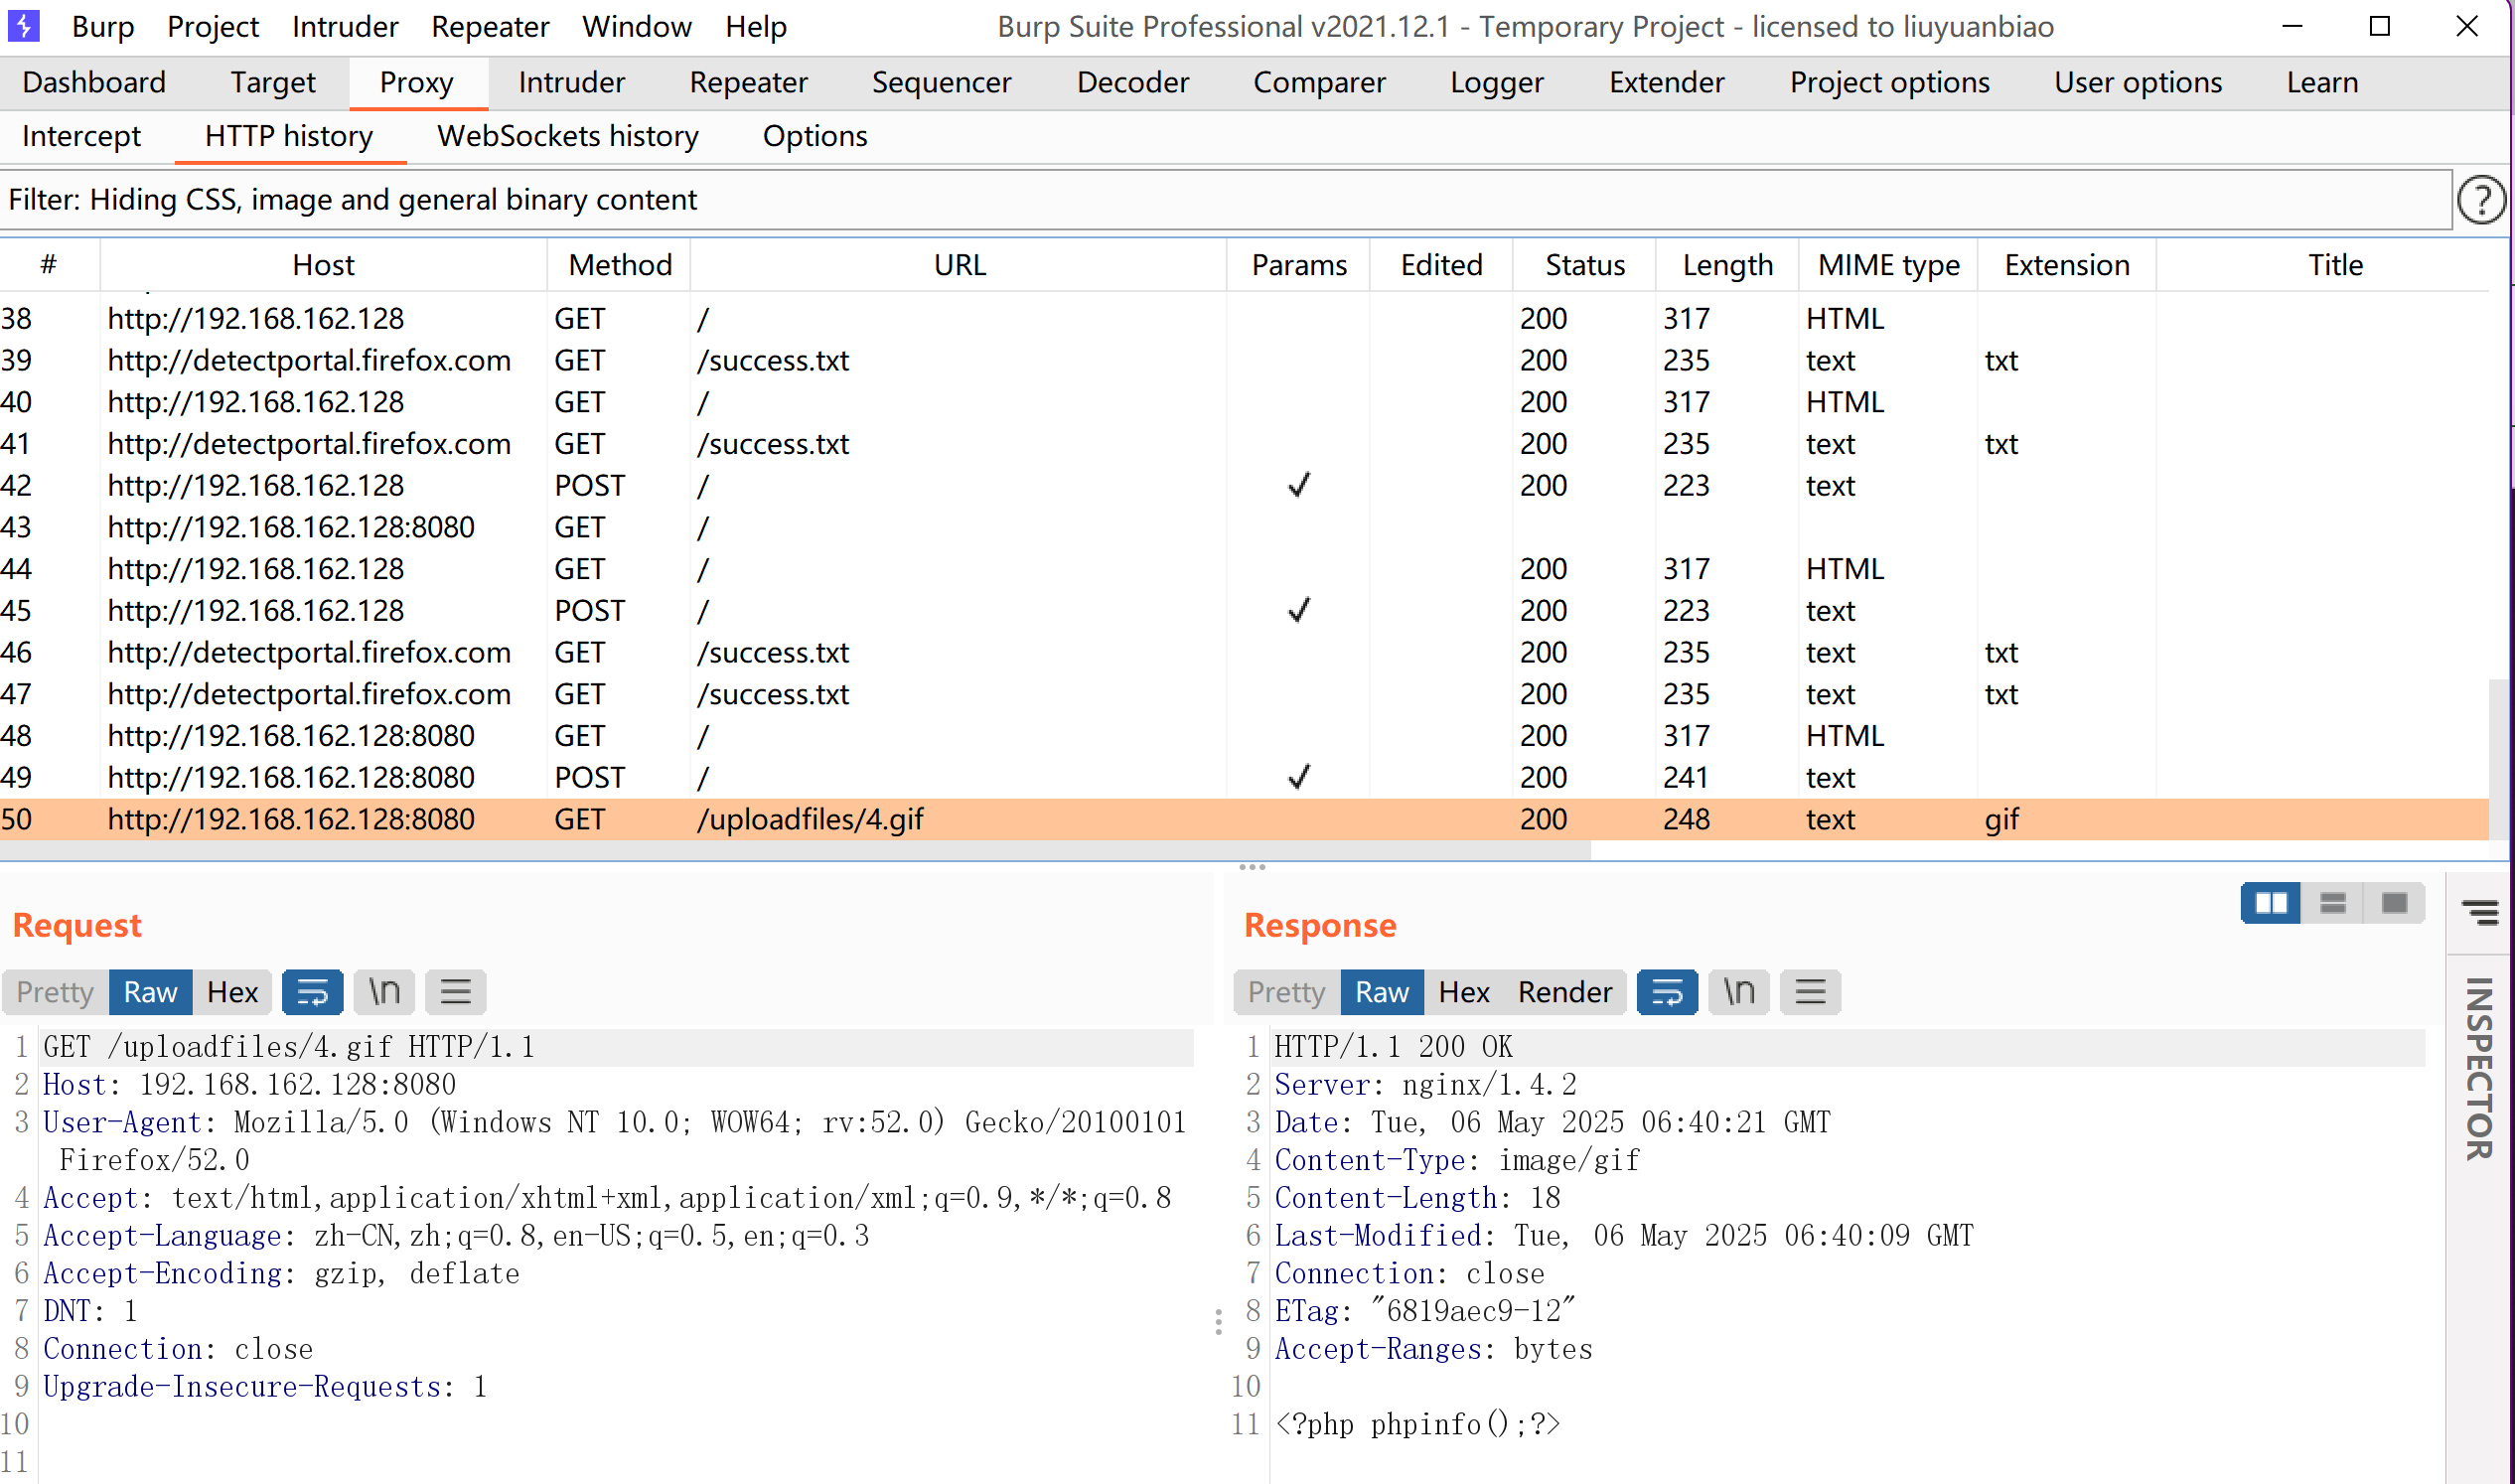 Burp Project Intruder Repeater Window Help Burp Suite Professional v2021.12.1 - Temporary Project - licensed to liuyuanbiao
Dashboard Target Proxy Intruder Repeater Sequencer Decoder Comparer Logger Extender Project options User options Learn
Intercept HTTP history WebSockets history Options
Filter: Hiding CSS, image and general binary content ?
# Host Method URL Params Edited Status Length MIME type Extension Title
38 http://192.168.162.128 GET / 200 317 HTML
39 http://detectportal.firefox.com GET /success.txt 200 235 text txt
40 http://192.168.162.128 GET / 200 317 HTML
41 http://detectportal.firefox.com GET /success.txt 200 235 text txt
42 http://192.168.162.128 POST / ✓ 200 223 text
43 http://192.168.162.128:8080 GET /
44 http://192.168.162.128 GET / 200 317 HTML
45 http://192.168.162.128 POST / ✓ 200 223 text
46 http://detectportal.firefox.com GET /success.txt 200 235 text txt
47 http://detectportal.firefox.com GET /success.txt 200 235 text txt
48 http://192.168.162.128:8080 GET / 200 317 HTML
49 http://192.168.162.128:8080 POST / ✓ 200 241 text
50 http://192.168.162.128:8080 GET /uploadfiles/4.gif 200 248 text gif
Request
Pretty Raw Hex \n
1 GET /uploadfiles/4.gif HTTP/1.1
2 Host: 192.168.162.128:8080
3 User-Agent: Mozilla/5.0 (Windows NT 10.0; WOW64; rv:52.0) Gecko/20100101
Firefox/52.0
4 Accept: text/html,application/xhtml+xml,application/xml;q=0.9,*/*;q=0.8
5 Accept-Language: zh-CN,zh;q=0.8,en-US;q=0.5,en;q=0.3
6 Accept-Encoding: gzip, deflate
7 DNT: 1
8 Connection: close
9 Upgrade-Insecure-Requests: 1
10
11
Response
Pretty Raw Hex Render \n
1 HTTP/1.1 200 OK
2 Server: nginx/1.4.2
3 Date: Tue, 06 May 2025 06:40:21 GMT
4 Content-Type: image/gif
5 Content-Length: 18
6 Last-Modified: Tue, 06 May 2025 06:40:09 GMT
7 Connection: close
8 ETag: "6819aec9-12"
9 Accept-Ranges: bytes
10
11 <?php phpinfo();?>
INSPECTOR